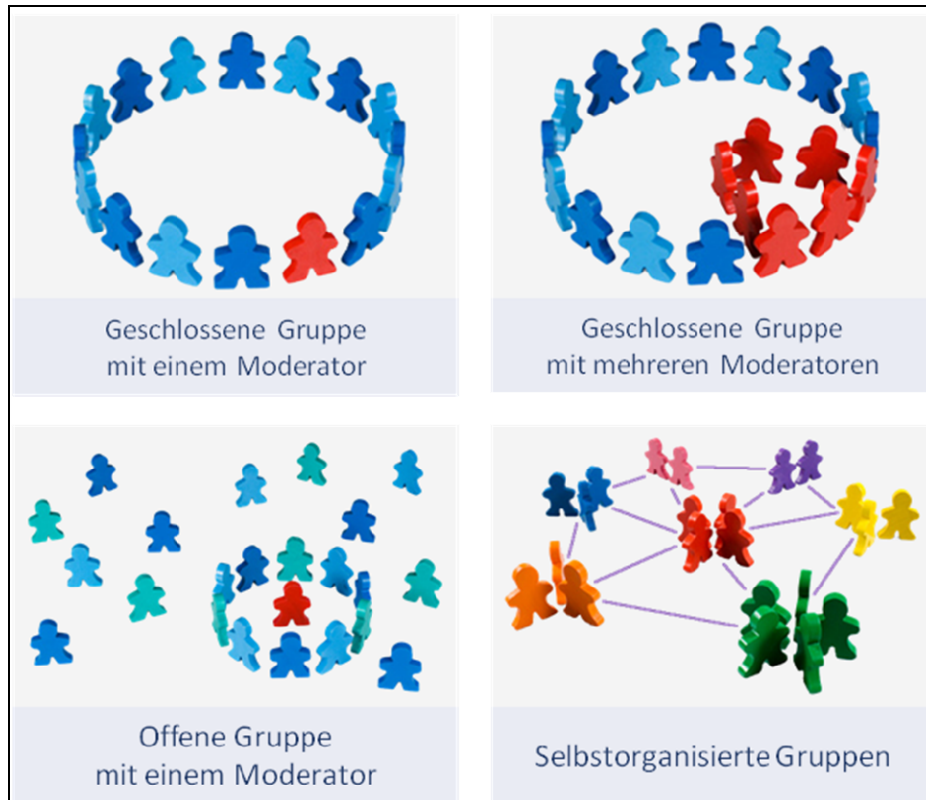 Geschlossene Gruppe
mit einem Moderator
Geschlossene Gruppe
mit mehreren Moderatoren
Offene Gruppe
mit einem Moderator
Selbstorganisierte Gruppen